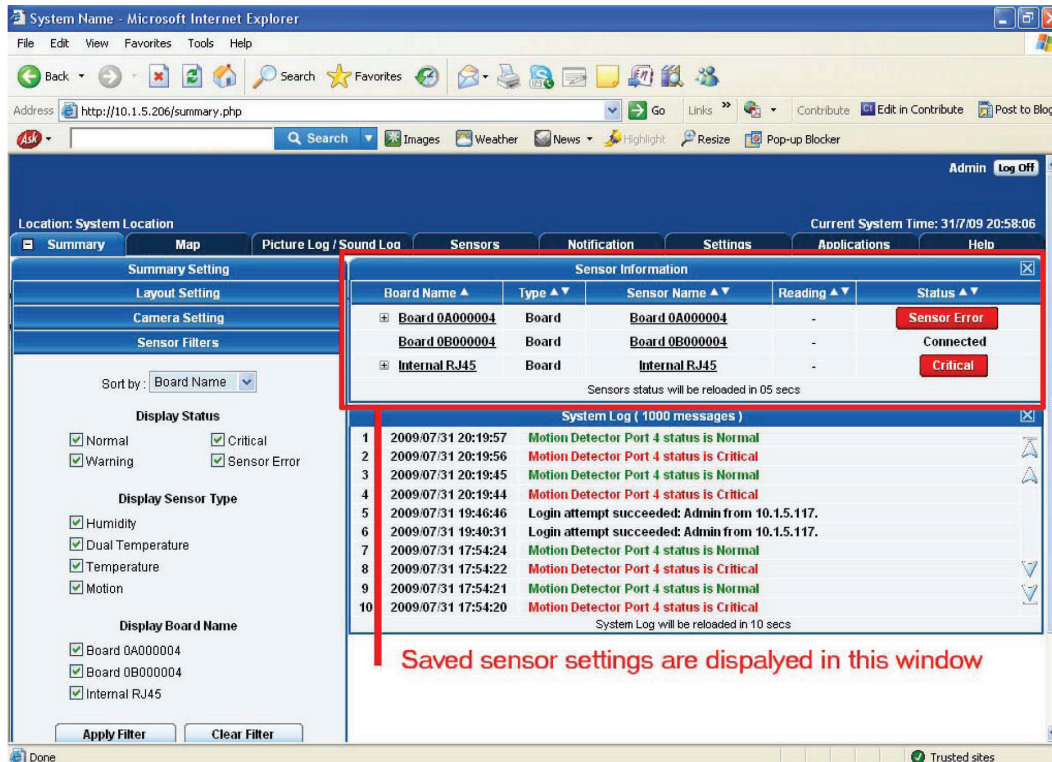 System Name - Microsoft Internet Explorer
File Edit View Favorites Tools Help
Back Search Favorites
Address http://10.1.5.206/summary.php Go Links » Contribute Edit in Contribute Post to Blog
Ask Search Images Weather News Highlight Resize Pop-up Blocker
Admin Log Off
Location: System Location Current System Time: 31/7/09 20:58:06
Summary Map Picture Log / Sound Log Sensors Notification Settings Applications Help
Summary Setting
Layout Setting
Camera Setting
Sensor Filters
Sort by : Board Name
Display Status
Normal Critical
Warning Sensor Error
Display Sensor Type
Humidity
Dual Temperature
Temperature
Motion
Display Board Name
Board 0A000004
Board 0B000004
Internal RJ45
Apply Filter Clear Filter
Sensor Information
Board Name Type Sensor Name Reading Status
Board 0A000004 Board Board 0A000004 - Sensor Error
Board 0B000004 Board Board 0B000004 - Connected
Internal RJ45 Board Internal RJ45 - Critical
Sensors status will be reloaded in 05 secs
System Log ( 1000 messages )
1 2009/07/31 20:19:57 Motion Detector Port 4 status is Normal
2 2009/07/31 20:19:56 Motion Detector Port 4 status is Critical
3 2009/07/31 20:19:45 Motion Detector Port 4 status is Normal
4 2009/07/31 20:19:44 Motion Detector Port 4 status is Critical
5 2009/07/31 19:46:46 Login attempt succeeded: Admin from 10.1.5.117.
6 2009/07/31 19:40:31 Login attempt succeeded: Admin from 10.1.5.117.
7 2009/07/31 17:54:24 Motion Detector Port 4 status is Normal
8 2009/07/31 17:54:22 Motion Detector Port 4 status is Critical
9 2009/07/31 17:54:21 Motion Detector Port 4 status is Normal
10 2009/07/31 17:54:20 Motion Detector Port 4 status is Critical
System Log will be reloaded in 10 secs
Saved sensor settings are dispalyed in this window
Done Trusted sites